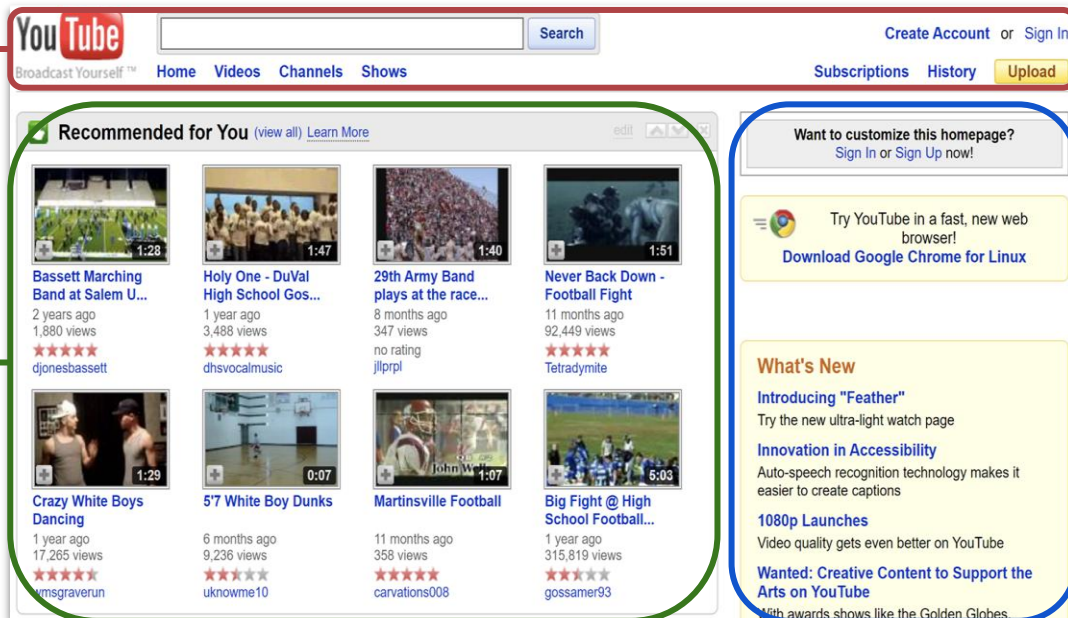 You Tube
Broadcast Yourself ™
Search
Create Account or Sign In
Home Videos Channels Shows
Subscriptions History Upload
Recommended for You (view all) Learn More
edit
1:28
Bassett Marching
Band at Salem U...
2 years ago
1,880 views
djonesbassett
1:47
Holy One - DuVal
High School Gos...
1 year ago
3,488 views
dhsvocalmusic
1:40
29th Army Band
plays at the race...
8 months ago
347 views
no rating
jllprpl
1:51
Never Back Down -
Football Fight
11 months ago
92,449 views
Tetradymite
1:29
Crazy White Boys
Dancing
1 year ago
17,265 views
wmsgraverun
0:07
5'7 White Boy Dunks
6 months ago
9,236 views
uknowme10
1:07
Martinsville Football
11 months ago
358 views
carvations008
5:03
Big Fight @ High
School Football...
1 year ago
315,819 views
gossamer93
Want to customize this homepage?
Sign In or Sign Up now!
Try YouTube in a fast, new web
browser!
Download Google Chrome for Linux
What's New
Introducing "Feather"
Try the new ultra-light watch page
Innovation in Accessibility
Auto-speech recognition technology makes it
easier to create captions
1080p Launches
Video quality gets even better on YouTube
Wanted: Creative Content to Support the
Arts on YouTube
With awards shows like the Golden Globes,